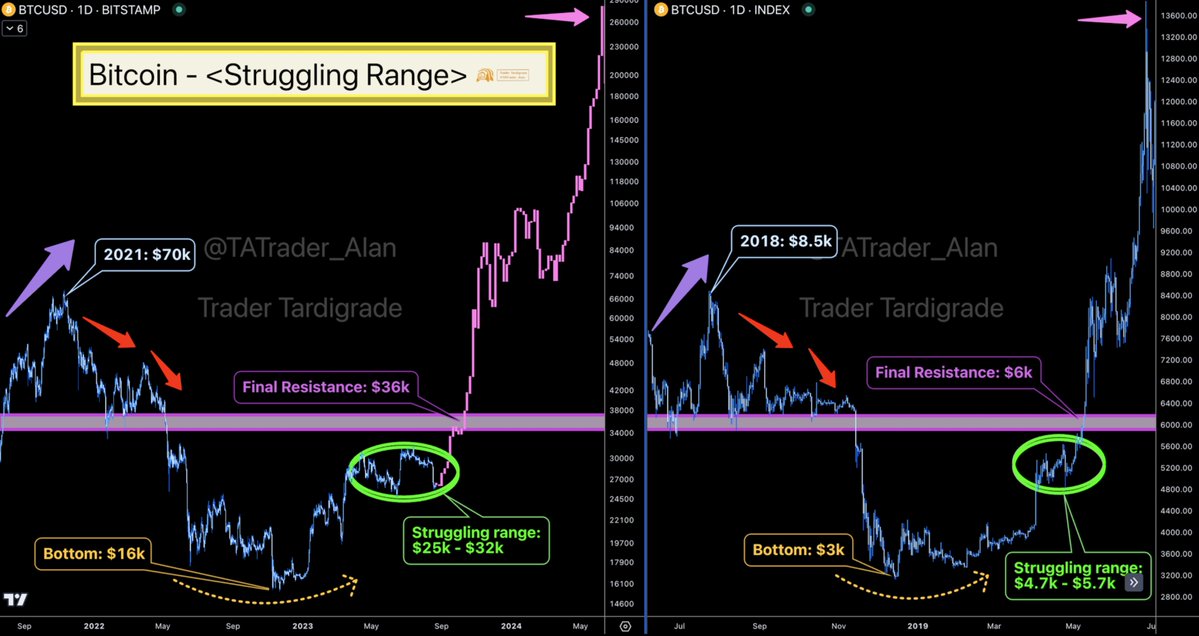 BTCUSD · 1D · BITSTAMP
6
Bitcoin - <Struggling Range>
2021: $70k
@TATrader_Alan
Trader Tardigrade
Final Resistance: $36k
Struggling range:
$25k - $32k
Bottom: $16k
260000
230000
200000
180000
160000
145000
130000
118000
106000
94000
84000
74000
66000
60000
54000
48000
42000
38000
34000
30000
27000
24500
22100
19700
17900
16100
14600
Sep
2022
May
Sep
2023
May
Sep
2024
May
BTCUSD · 1D · INDEX
2018: $8.5k
TATrader_Alan
Trader Tardigrade
Final Resistance: $6k
Struggling range:
$4.7k - $5.7k
Bottom: $3k
13600.00
13200.00
12800.00
12400.00
12000.00
11600.00
11200.00
10800.00
10400.00
10000.00
9600.00
9200.00
8800.00
8400.00
8000.00
7600.00
7200.00
6800.00
6400.00
6000.00
5600.00
5200.00
4800.00
4400.00
4000.00
3600.00
3200.00
2800.00
Jul
Sep
Nov
2019
Mar
May